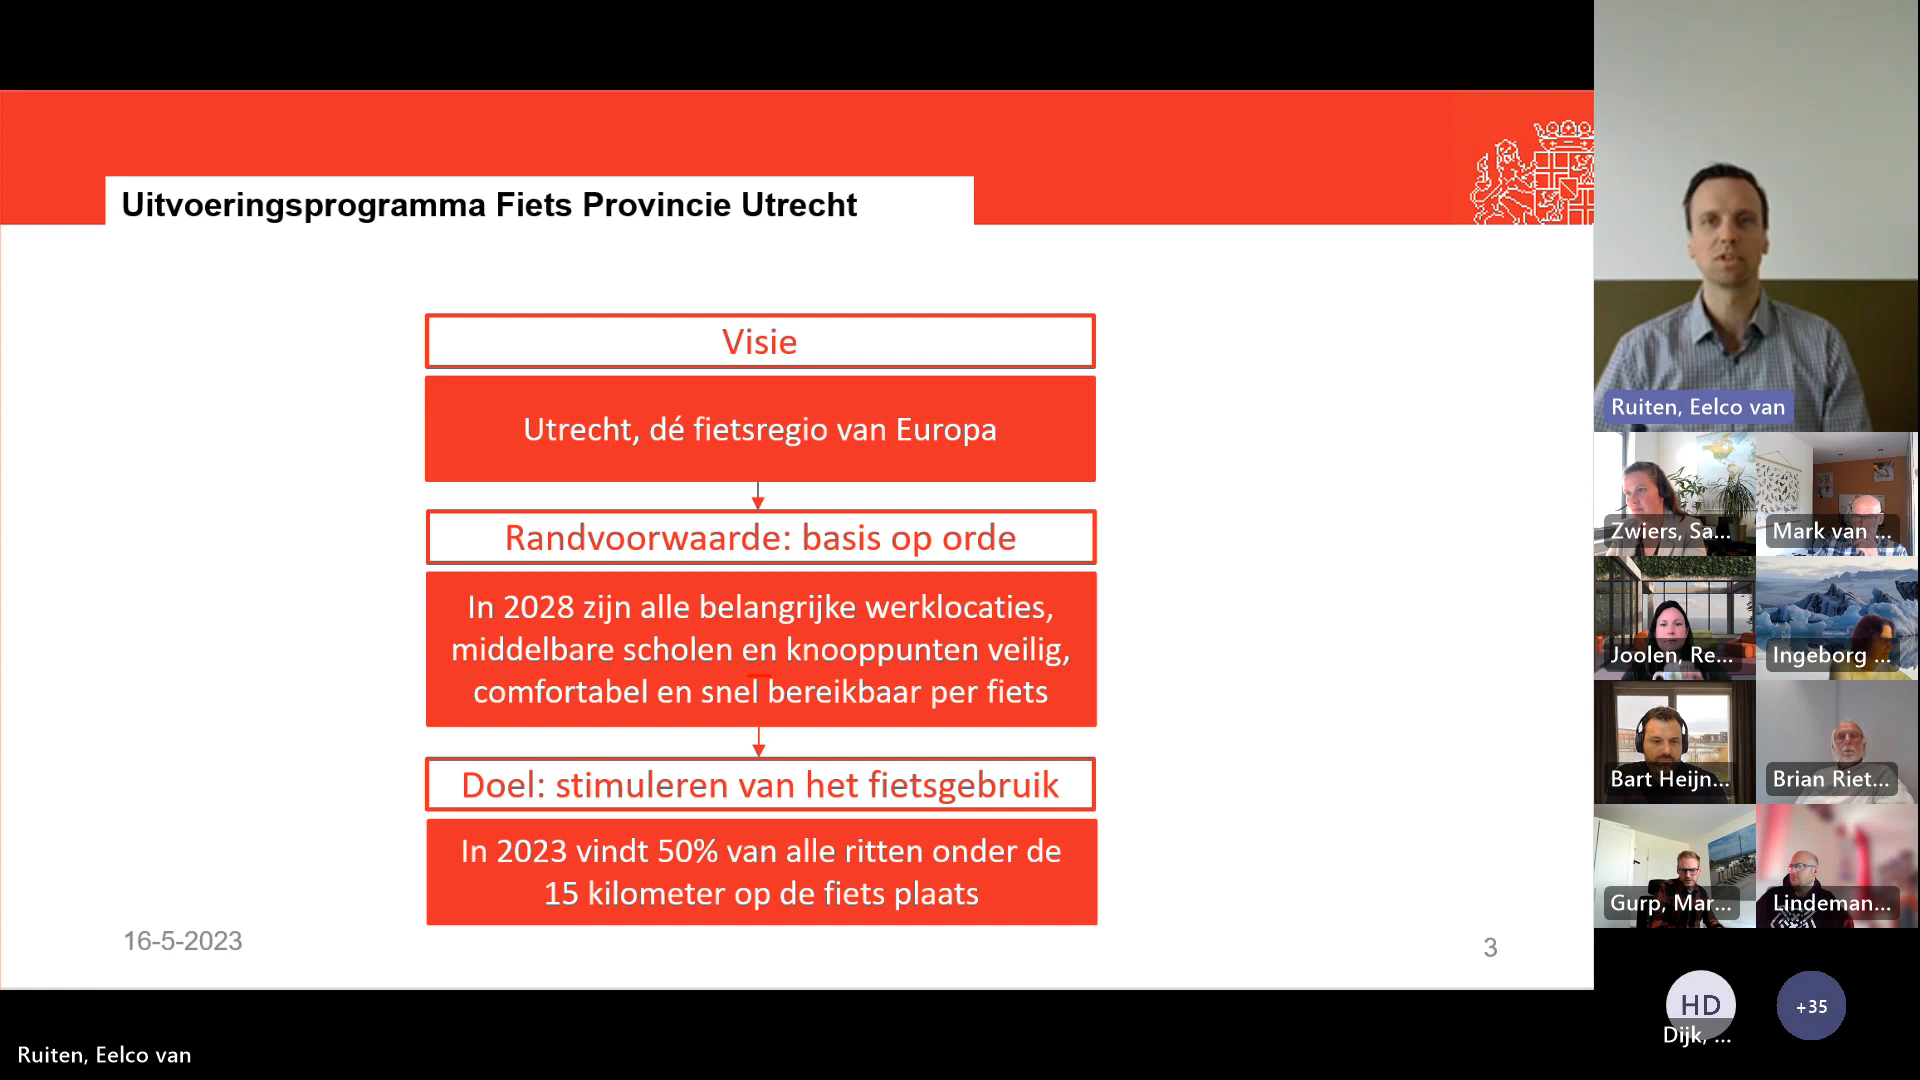 Uitvoeringsprogramma Fiets Provincie Utrecht
Visie
Utrecht, dé fietsregio van Europa
Randvoorwaarde: basis op orde
In 2028 zijn alle belangrijke werklocaties,
middelbare scholen en knooppunten veilig,
comfortabel en snel bereikbaar per fiets
Doel: stimuleren van het fietsgebruik
In 2023 vindt 50% van alle ritten onder de
15 kilometer op de fiets plaats
16-5-2023
3
Ruiten, Eelco van
Ruiten, Eelco van
Zwiers, Sa...
Mark van ...
Joolen, Re...
Ingeborg ...
Bart Heijn...
Brian Riet...
Gurp, Mar...
Lindeman...
HD
Dijk, ...
+35